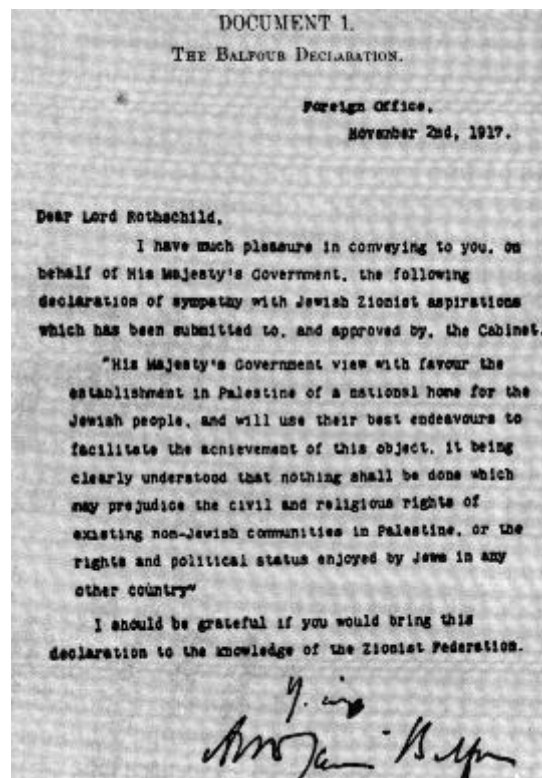 DOCUMENT 1.
THE BALFOUR DECLARATION.
Foreign Office,
November 2nd, 1917.
Dear Lord Rothschild,
I have much pleasure in conveying to you, on
behalf of His Majesty's Government, the following
declaration of sympathy with Jewish Zionist aspirations
which has been submitted to, and approved by, the Cabinet.
"His Majesty's Government view with favour the
establishment in Palestine of a national home for the
Jewish people, and will use their best endeavours to
facilitate the achievement of this object, it being
clearly understood that nothing shall be done which
may prejudice the civil and religious rights of
existing non-Jewish communities in Palestine, or the
rights and political status enjoyed by Jews in any
other country"
I should be grateful if you would bring this
declaration to the knowledge of the Zionist Federation.
Balfour